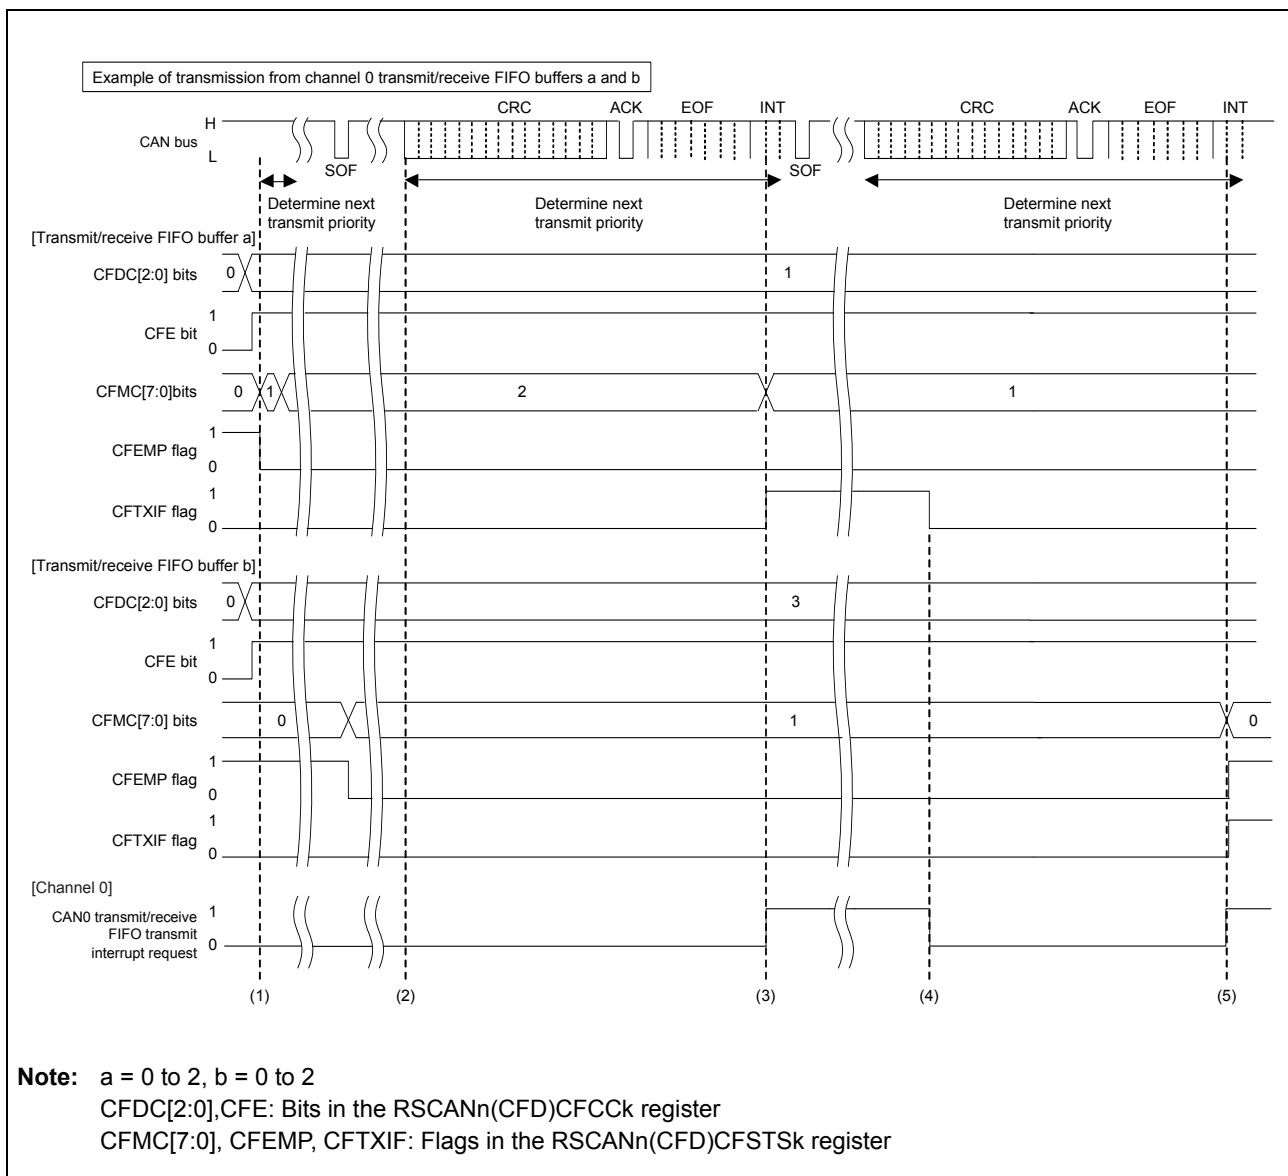 Example of transmission from channel 0 transmit/receive FIFO buffers a and b
CRC ACK EOF INT CRC ACK EOF INT
H
CAN bus
L
SOF SOF
Determine next transmit priority
Determine next transmit priority
Determine next transmit priority
[Transmit/receive FIFO buffer a]
CFDC[2:0] bits 0 1
1
CFE bit
0
CFMC[7:0]bits 0 1 2 1
1
CFEMP flag
0
1
CFTXIF flag
0
[Transmit/receive FIFO buffer b]
CFDC[2:0] bits 0 3
1
CFE bit
0
CFMC[7:0] bits 0 1 0
1
CFEMP flag
0
1
CFTXIF flag
0
[Channel 0]
CAN0 transmit/receive 1
FIFO transmit
interrupt request 0
(1) (2) (3) (4) (5)
Note: a = 0 to 2, b = 0 to 2
CFDC[2:0],CFE: Bits in the RSCANn(CFD)CFCCk register
CFMC[7:0], CFEMP, CFTXIF: Flags in the RSCANn(CFD)CFSTSk register